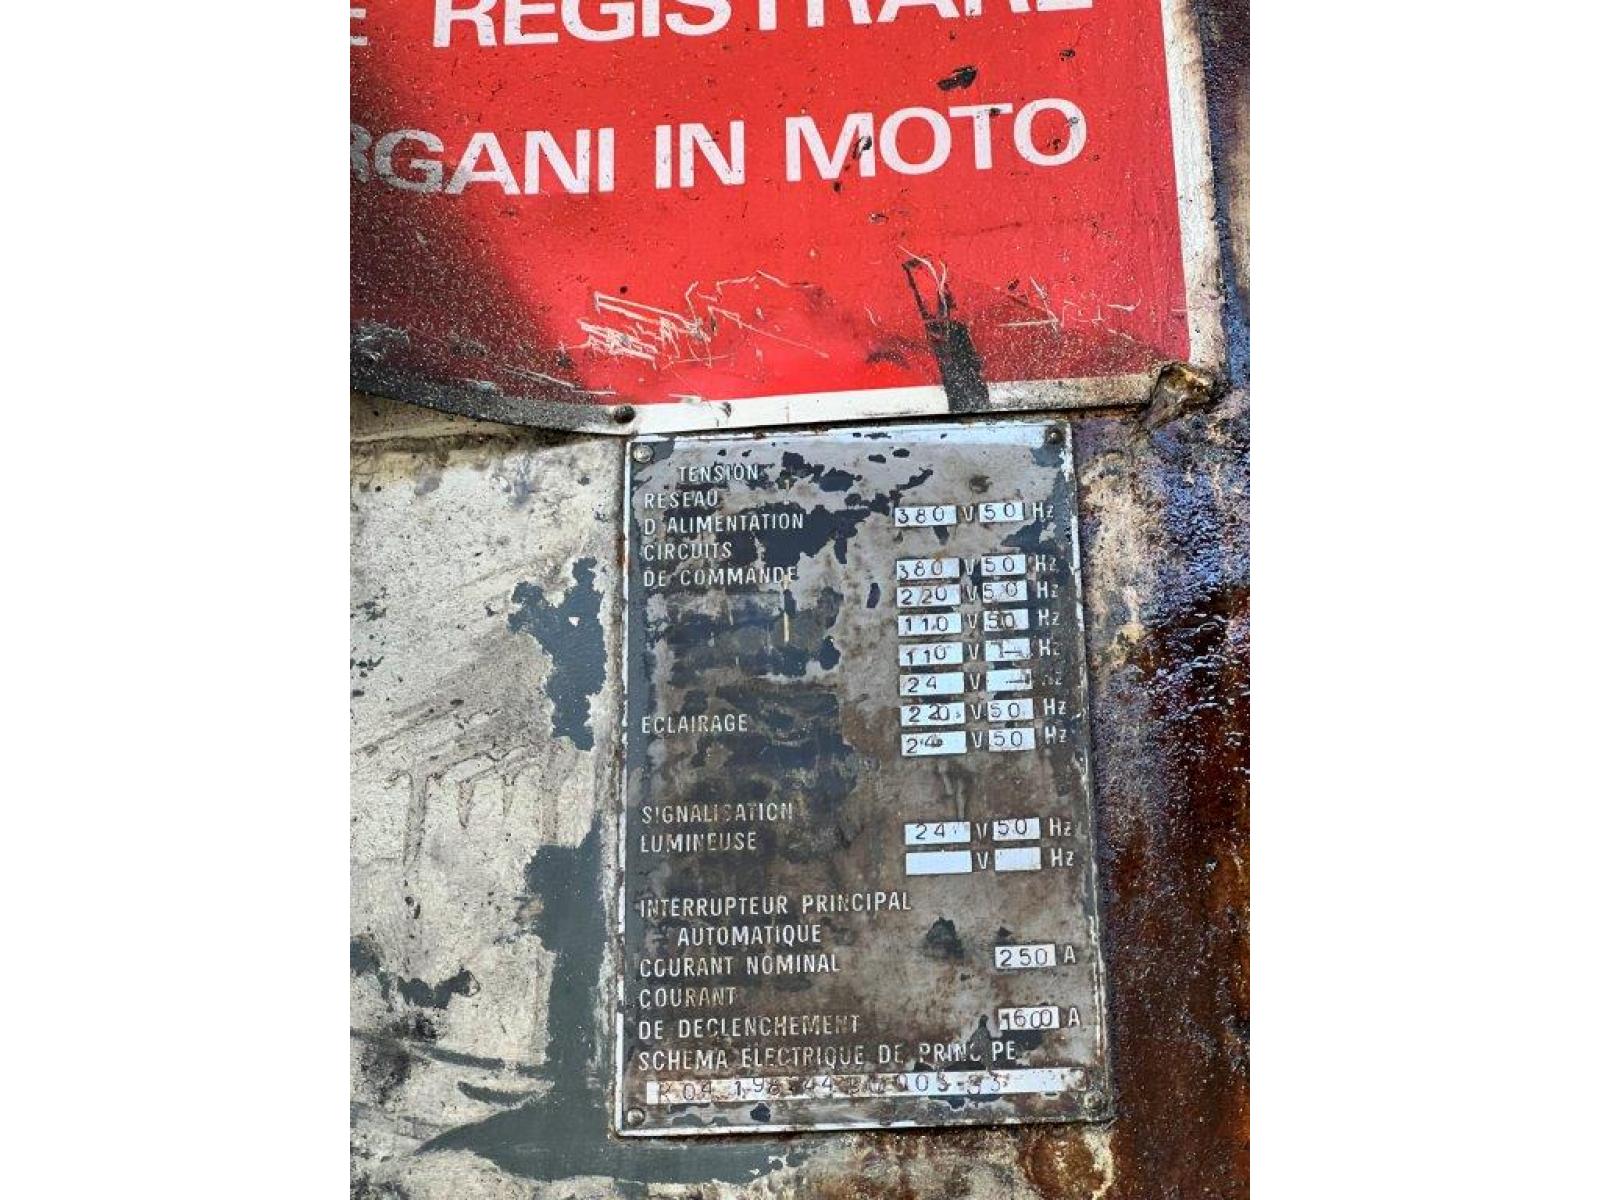 REGISTRARE
RGANI IN MOTO
TENSION
RESEAU
D'ALIMENTATION 380 V 50 Hz
CIRCUITS
DE COMMANDE 380 V 50 Hz
220 V 50 Hz
110 V 50 Hz
110 V — Hz
24 V — Hz
ECLAIRAGE 220 V 50 Hz
24 V 50 Hz
SIGNALISATION
LUMINEUSE 24 V 50 Hz
V Hz
INTERRUPTEUR PRINCIPAL
AUTOMATIQUE
COURANT NOMINAL 250 A
COURANT
DE DECLENCHEMENT 1600 A
SCHEMA ELECTRIQUE DE PRINCIPE